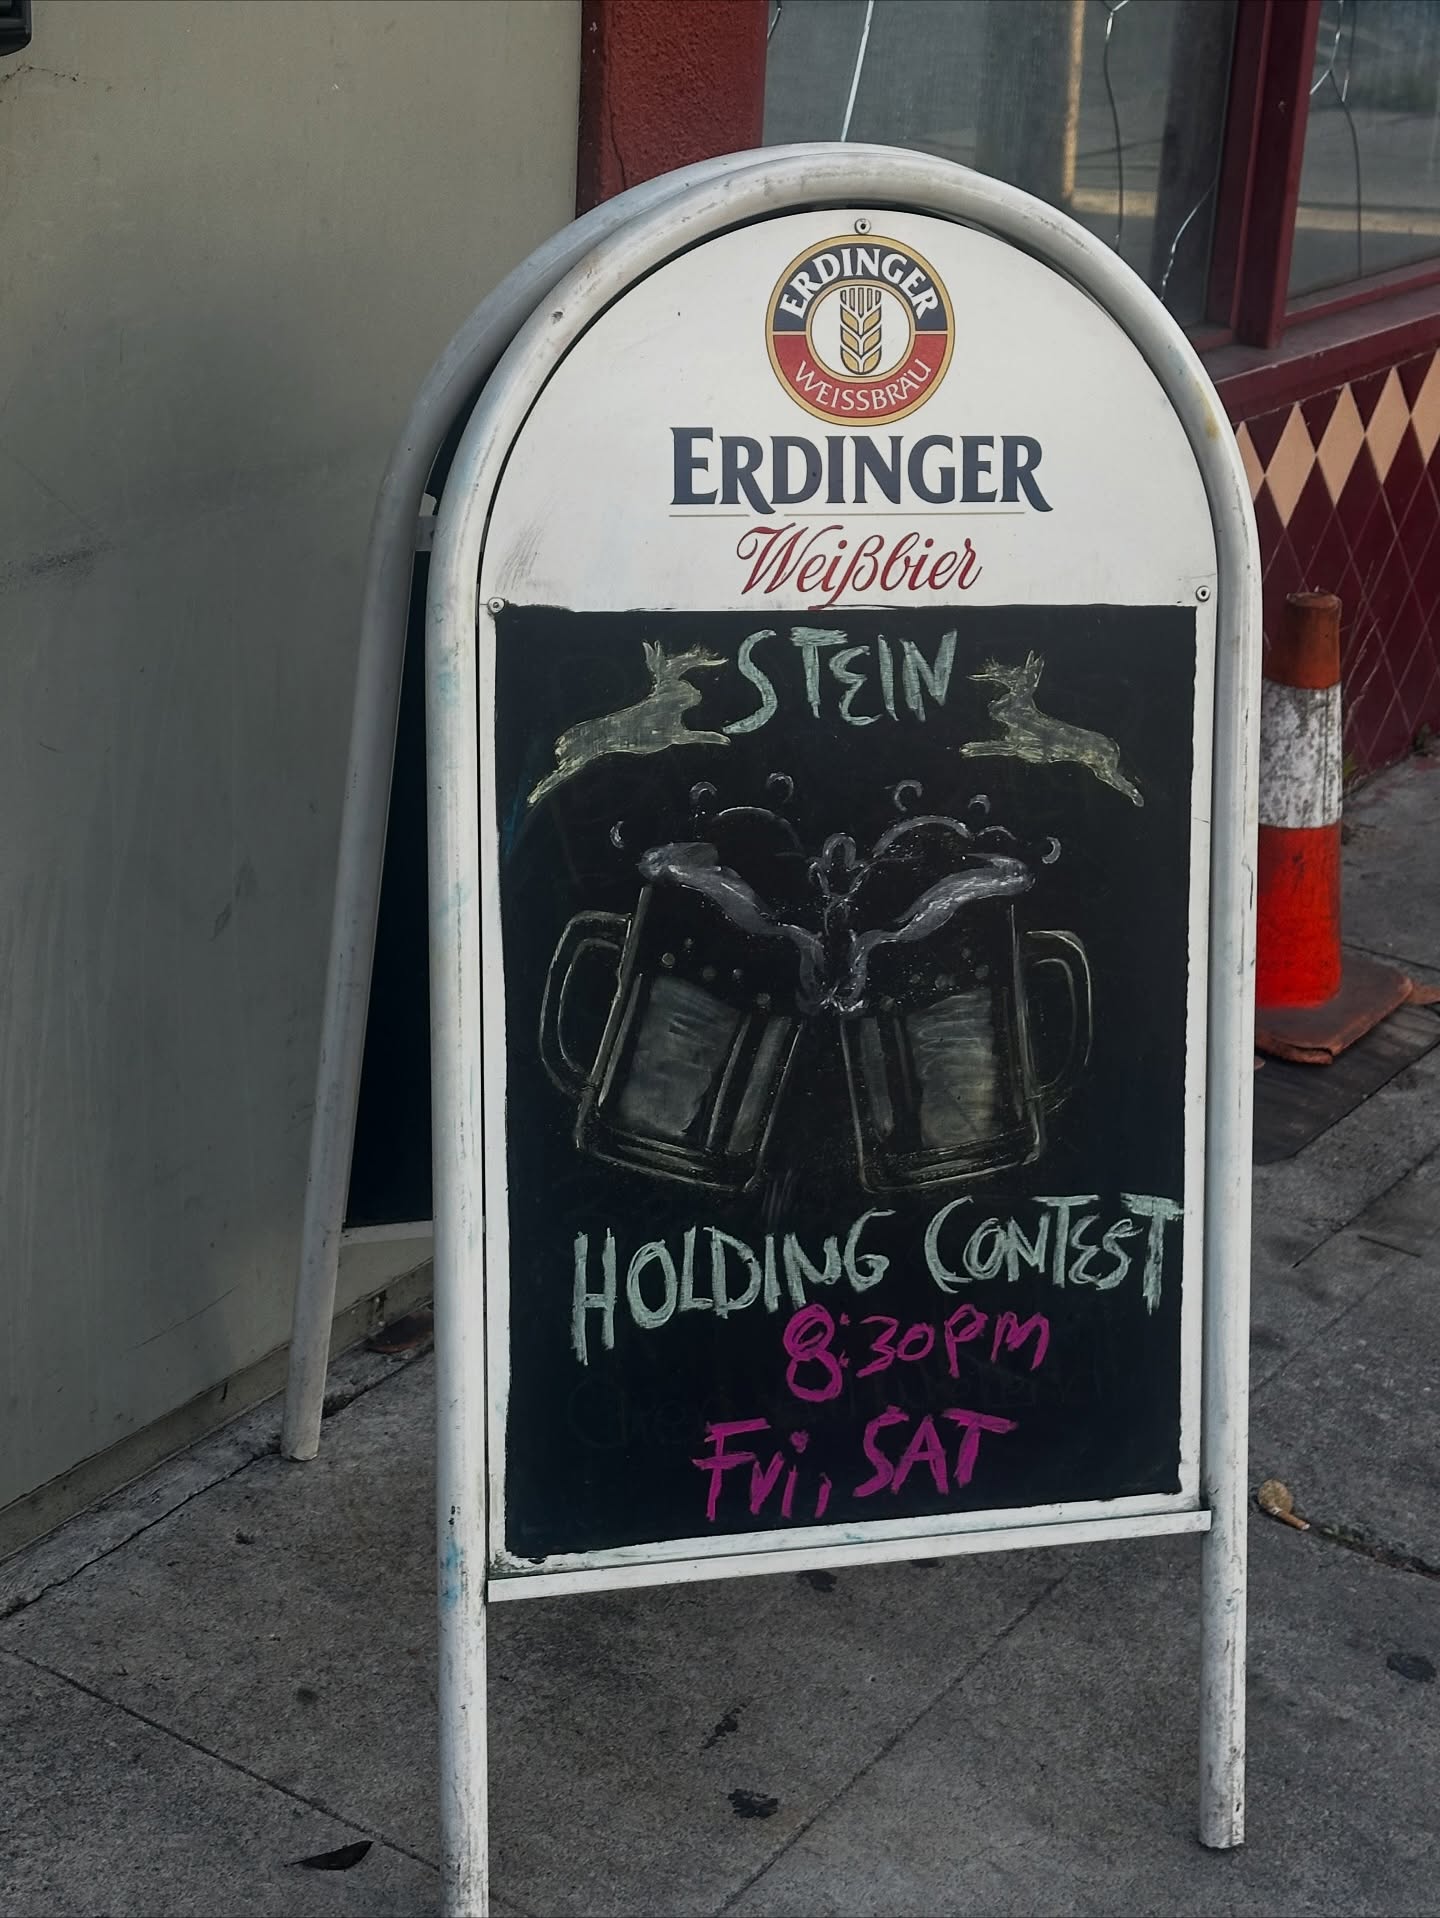 ERDINGER
WEISSBRÄU
ERDINGER
Weißbier
STEIN
HOLDING CONTEST
8:30PM
Fri, SAT